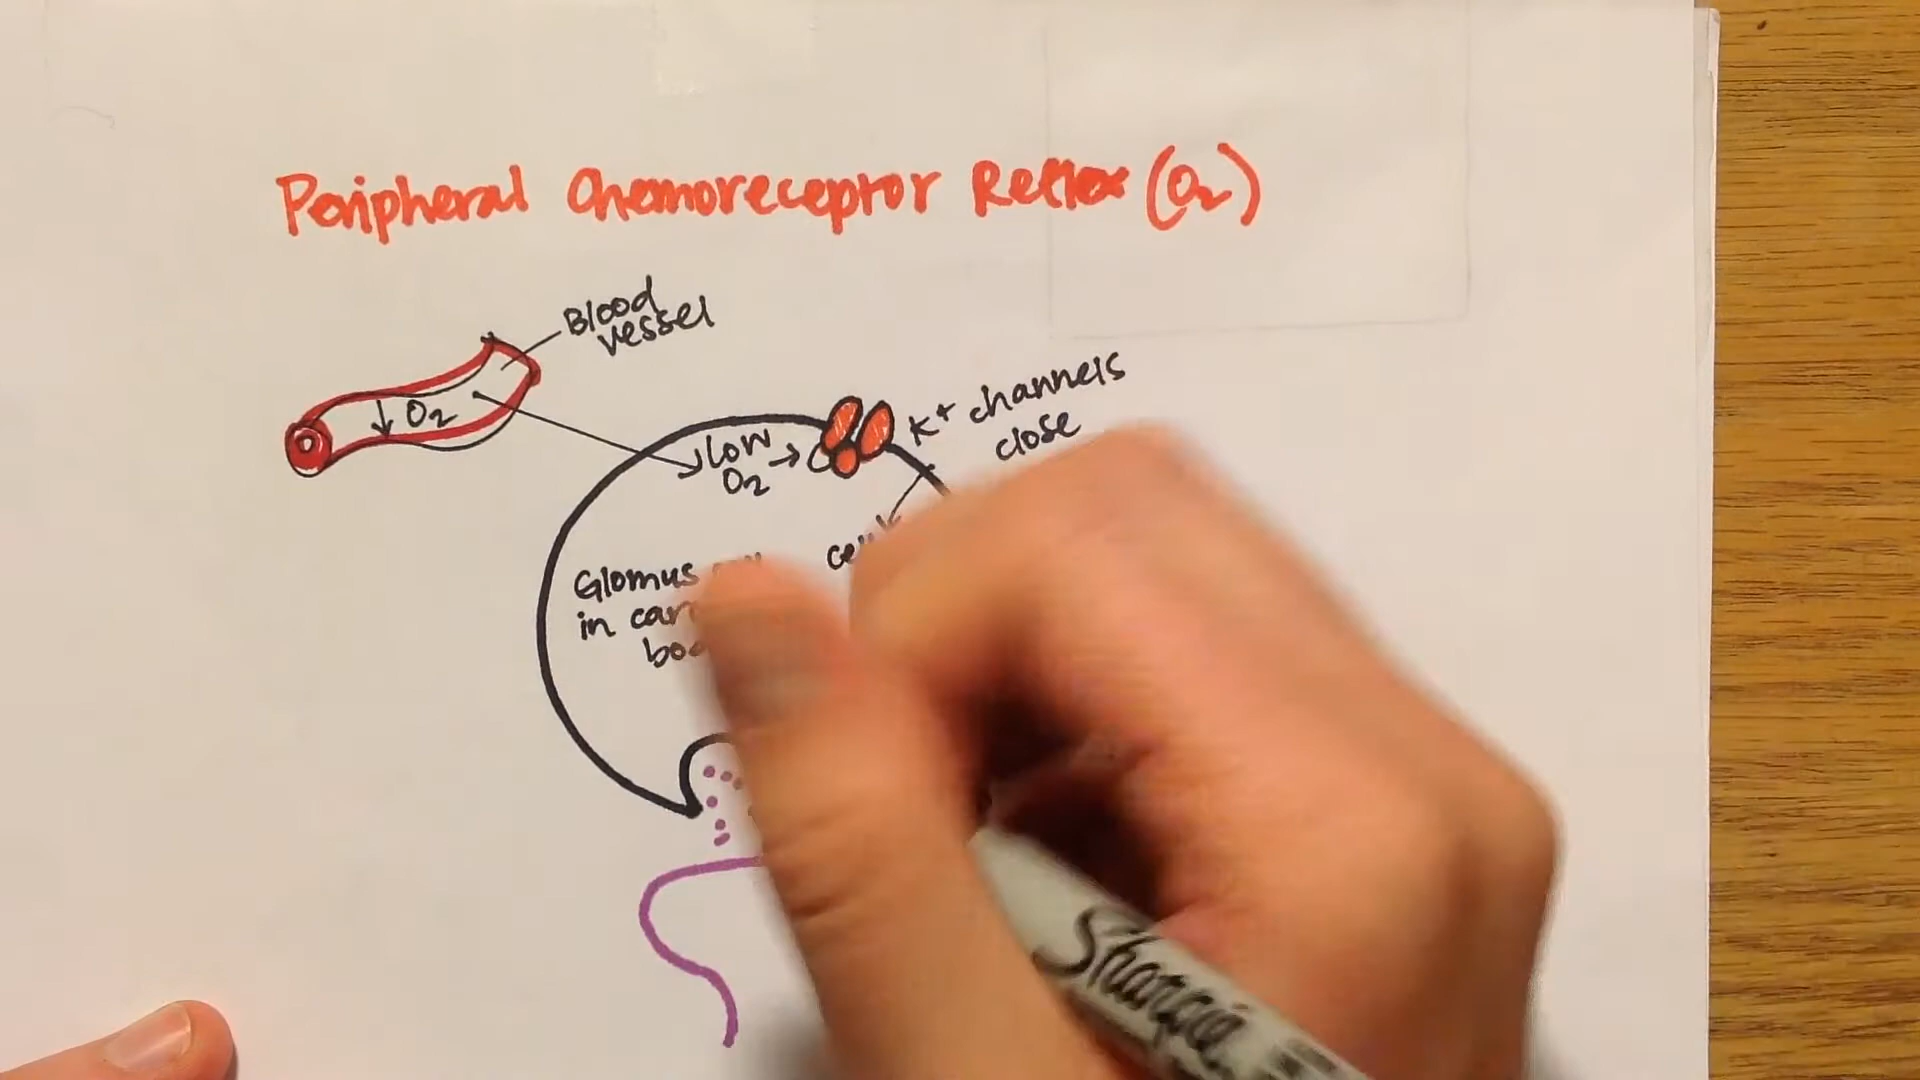 Peripheral Chemoreceptor Reflex (O2)
Blood
vessel
↓ O2
K+ channels
close
low
O2 →
Glomus
in
Sharpie